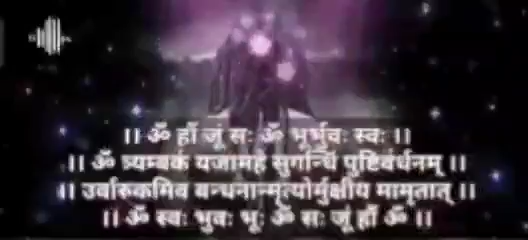 ।। ॐ हौं जूं सः ॐ भूर्भुवः स्वः ।।
।। ॐ त्र्यम्बकं यजामहे सुगन्धिं पुष्टिवर्धनम् ।।
।। उर्वारुकमिव बन्धनान्मृत्योर्मुक्षीय मामृतात् ।।
।। ॐ स्वः भुवः भूः ॐ सः जूं हौं ॐ ।।